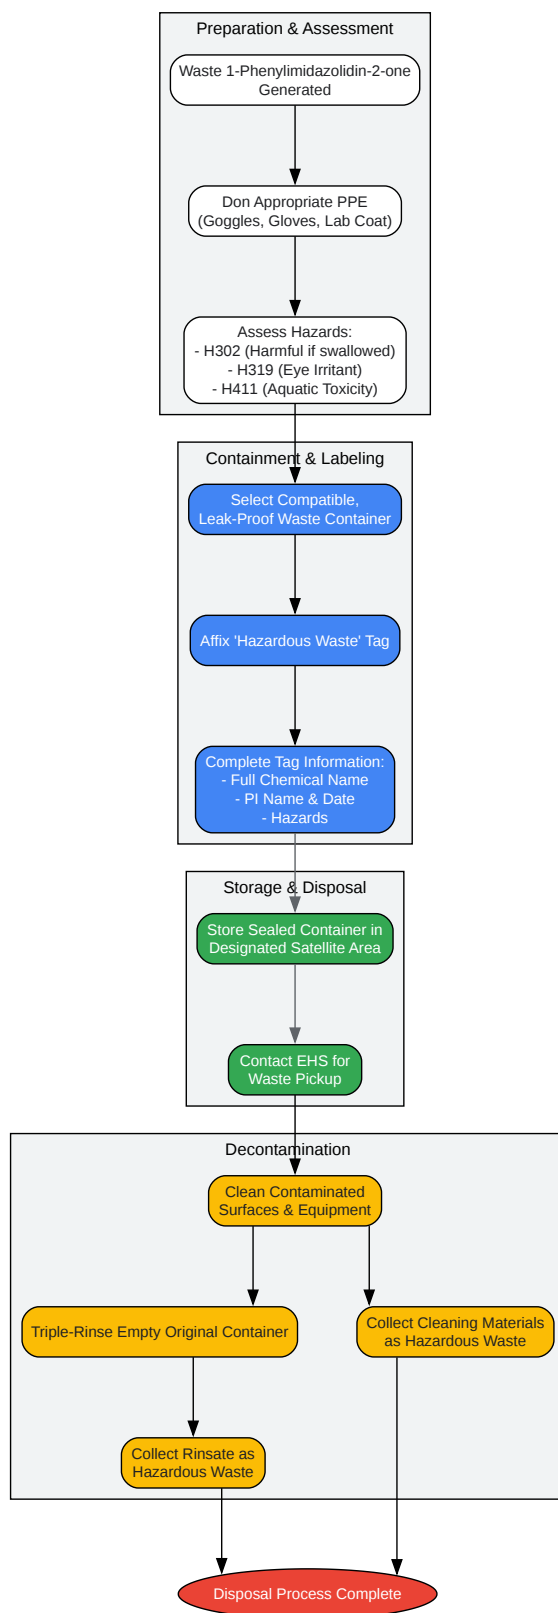 Preparation & Assessment
Waste 1-Phenylimidazolidin-2-one
Generated
Don Appropriate PPE
(Goggles, Gloves, Lab Coat)
Assess Hazards:
- H302 (Harmful if swallowed)
- H319 (Eye Irritant)
- H411 (Aquatic Toxicity)
Containment & Labeling
Select Compatible,
Leak-Proof Waste Container
Affix 'Hazardous Waste' Tag
Complete Tag Information:
- Full Chemical Name
- PI Name & Date
- Hazards
Storage & Disposal
Store Sealed Container in
Designated Satellite Area
Contact EHS for
Waste Pickup
Decontamination
Clean Contaminated
Surfaces & Equipment
Triple-Rinse Empty Original Container
Collect Cleaning Materials
as Hazardous Waste
Collect Rinsate as
Hazardous Waste
Disposal Process Complete